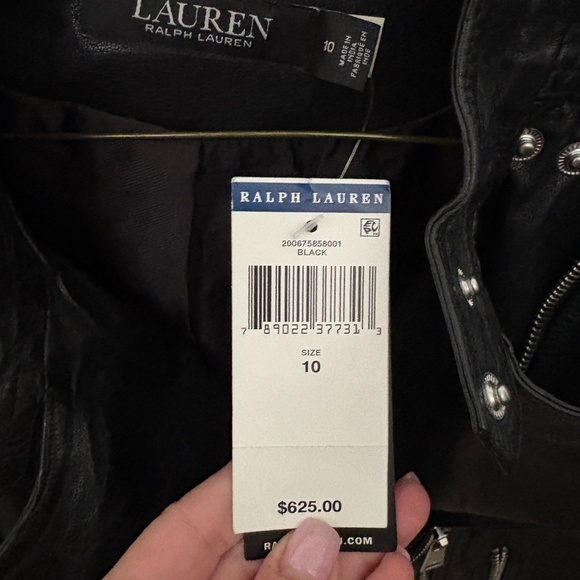 LAUREN
RALPH LAUREN
10
MADE IN
INDIA
FABRIQUÉ EN
INDE
RALPH LAUREN
200675858001
BLACK
7 89022 37731 3
SIZE
10
$625.00
.COM